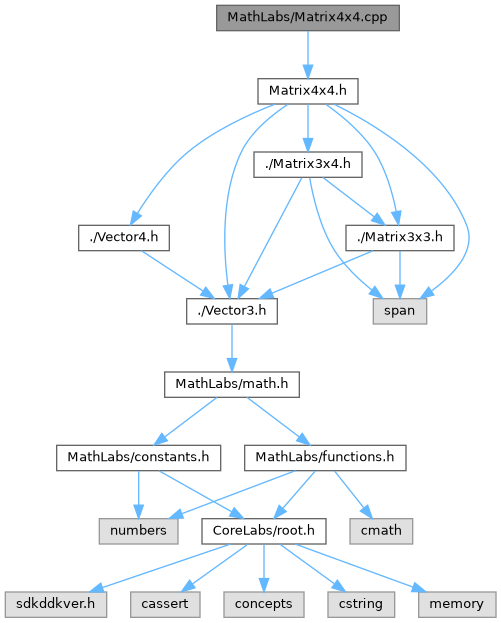 MathLabs/Matrix4x4.cpp
Matrix4x4.h
./Matrix3x4.h
./Vector4.h
./Matrix3x3.h
./Vector3.h
span
MathLabs/math.h
MathLabs/constants.h
MathLabs/functions.h
numbers
CoreLabs/root.h
cmath
sdkddkver.h
cassert
concepts
cstring
memory